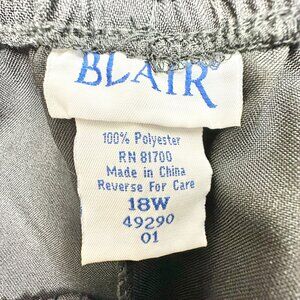 BLAIR
100% Polyester
RN 81700
Made in China
Reverse For Care
18W
49290
01